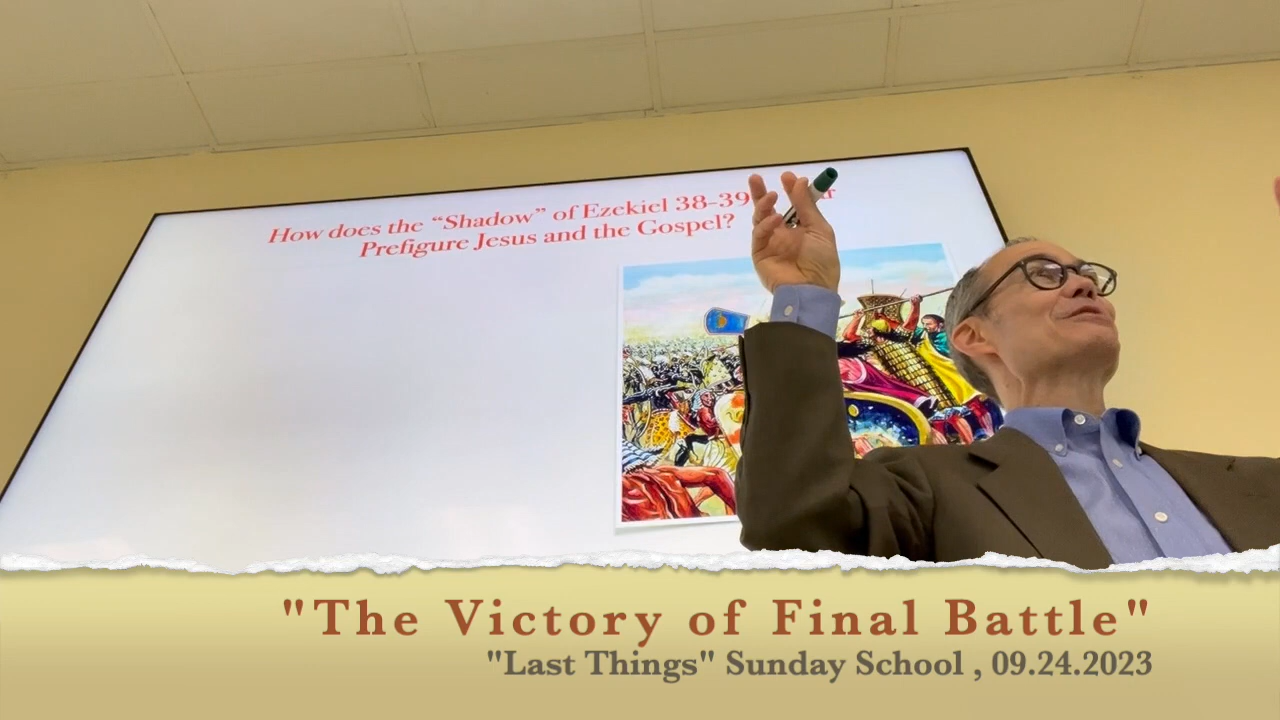 How does the “Shadow” of Ezekiel 38-39
Prefigure Jesus and the Gospel?
"The Victory of Final Battle"
"Last Things" Sunday School , 09.24.2023